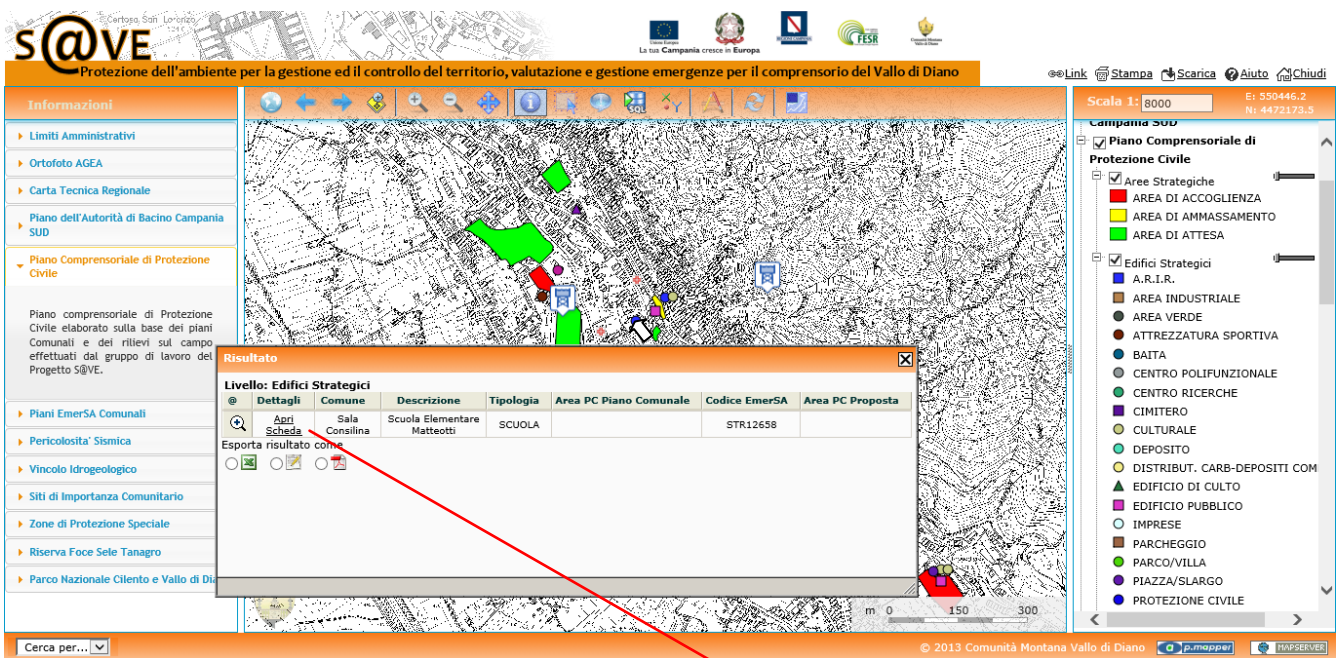 Certosa San Lorenzo
S@VE
La tua Campania cresce in Europa
FESR
Protezione dell'ambiente per la gestione ed il controllo del territorio, valutazione e gestione emergenze per il comprensorio del Vallo di Diano
Link Stampa Scarica Aiuto Chiudi
Informazioni
Limiti Amministrativi
Ortofoto AGEA
Carta Tecnica Regionale
Piano dell'Autorità di Bacino Campania
SUD
Piano Comprensoriale di Protezione
Civile
Piano comprensoriale di Protezione
Civile elaborato sulla base dei piani
Comunali e dei rilievi sul campo
effettuati dal gruppo di lavoro del
Progetto S@VE.
Piani EmerSA Comunali
Pericolosita' Sismica
Vincolo Idrogeologico
Siti di Importanza Comunitario
Zone di Protezione Speciale
Riserva Foce Sele Tanagro
Parco Nazionale Cilento e Vallo di Dia
SQL
Risultato
Livello: Edifici Strategici
@ Dettagli Comune Descrizione Tipologia Area PC Piano Comunale Codice EmerSA Area PC Proposta
Apri Scheda Sala Consilina Scuola Elementare Matteotti SCUOLA STR12658
Esporta risultato come
m 0 150 300
Scala 1: 8000
E: 550446.2
N: 4472173.5
Campania SUD
Piano Comprensoriale di
Protezione Civile
Aree Strategiche
AREA DI ACCOGLIENZA
AREA DI AMMASSAMENTO
AREA DI ATTESA
Edifici Strategici
A.R.I.R.
AREA INDUSTRIALE
AREA VERDE
ATTREZZATURA SPORTIVA
BAITA
CENTRO POLIFUNZIONALE
CENTRO RICERCHE
CIMITERO
CULTURALE
DEPOSITO
DISTRIBUT. CARB-DEPOSITI COM
EDIFICIO DI CULTO
EDIFICIO PUBBLICO
IMPRESE
PARCHEGGIO
PARCO/VILLA
PIAZZA/SLARGO
PROTEZIONE CIVILE
Cerca per...
© 2013 Comunità Montana Vallo di Diano
p.mapper
MAPSERVER